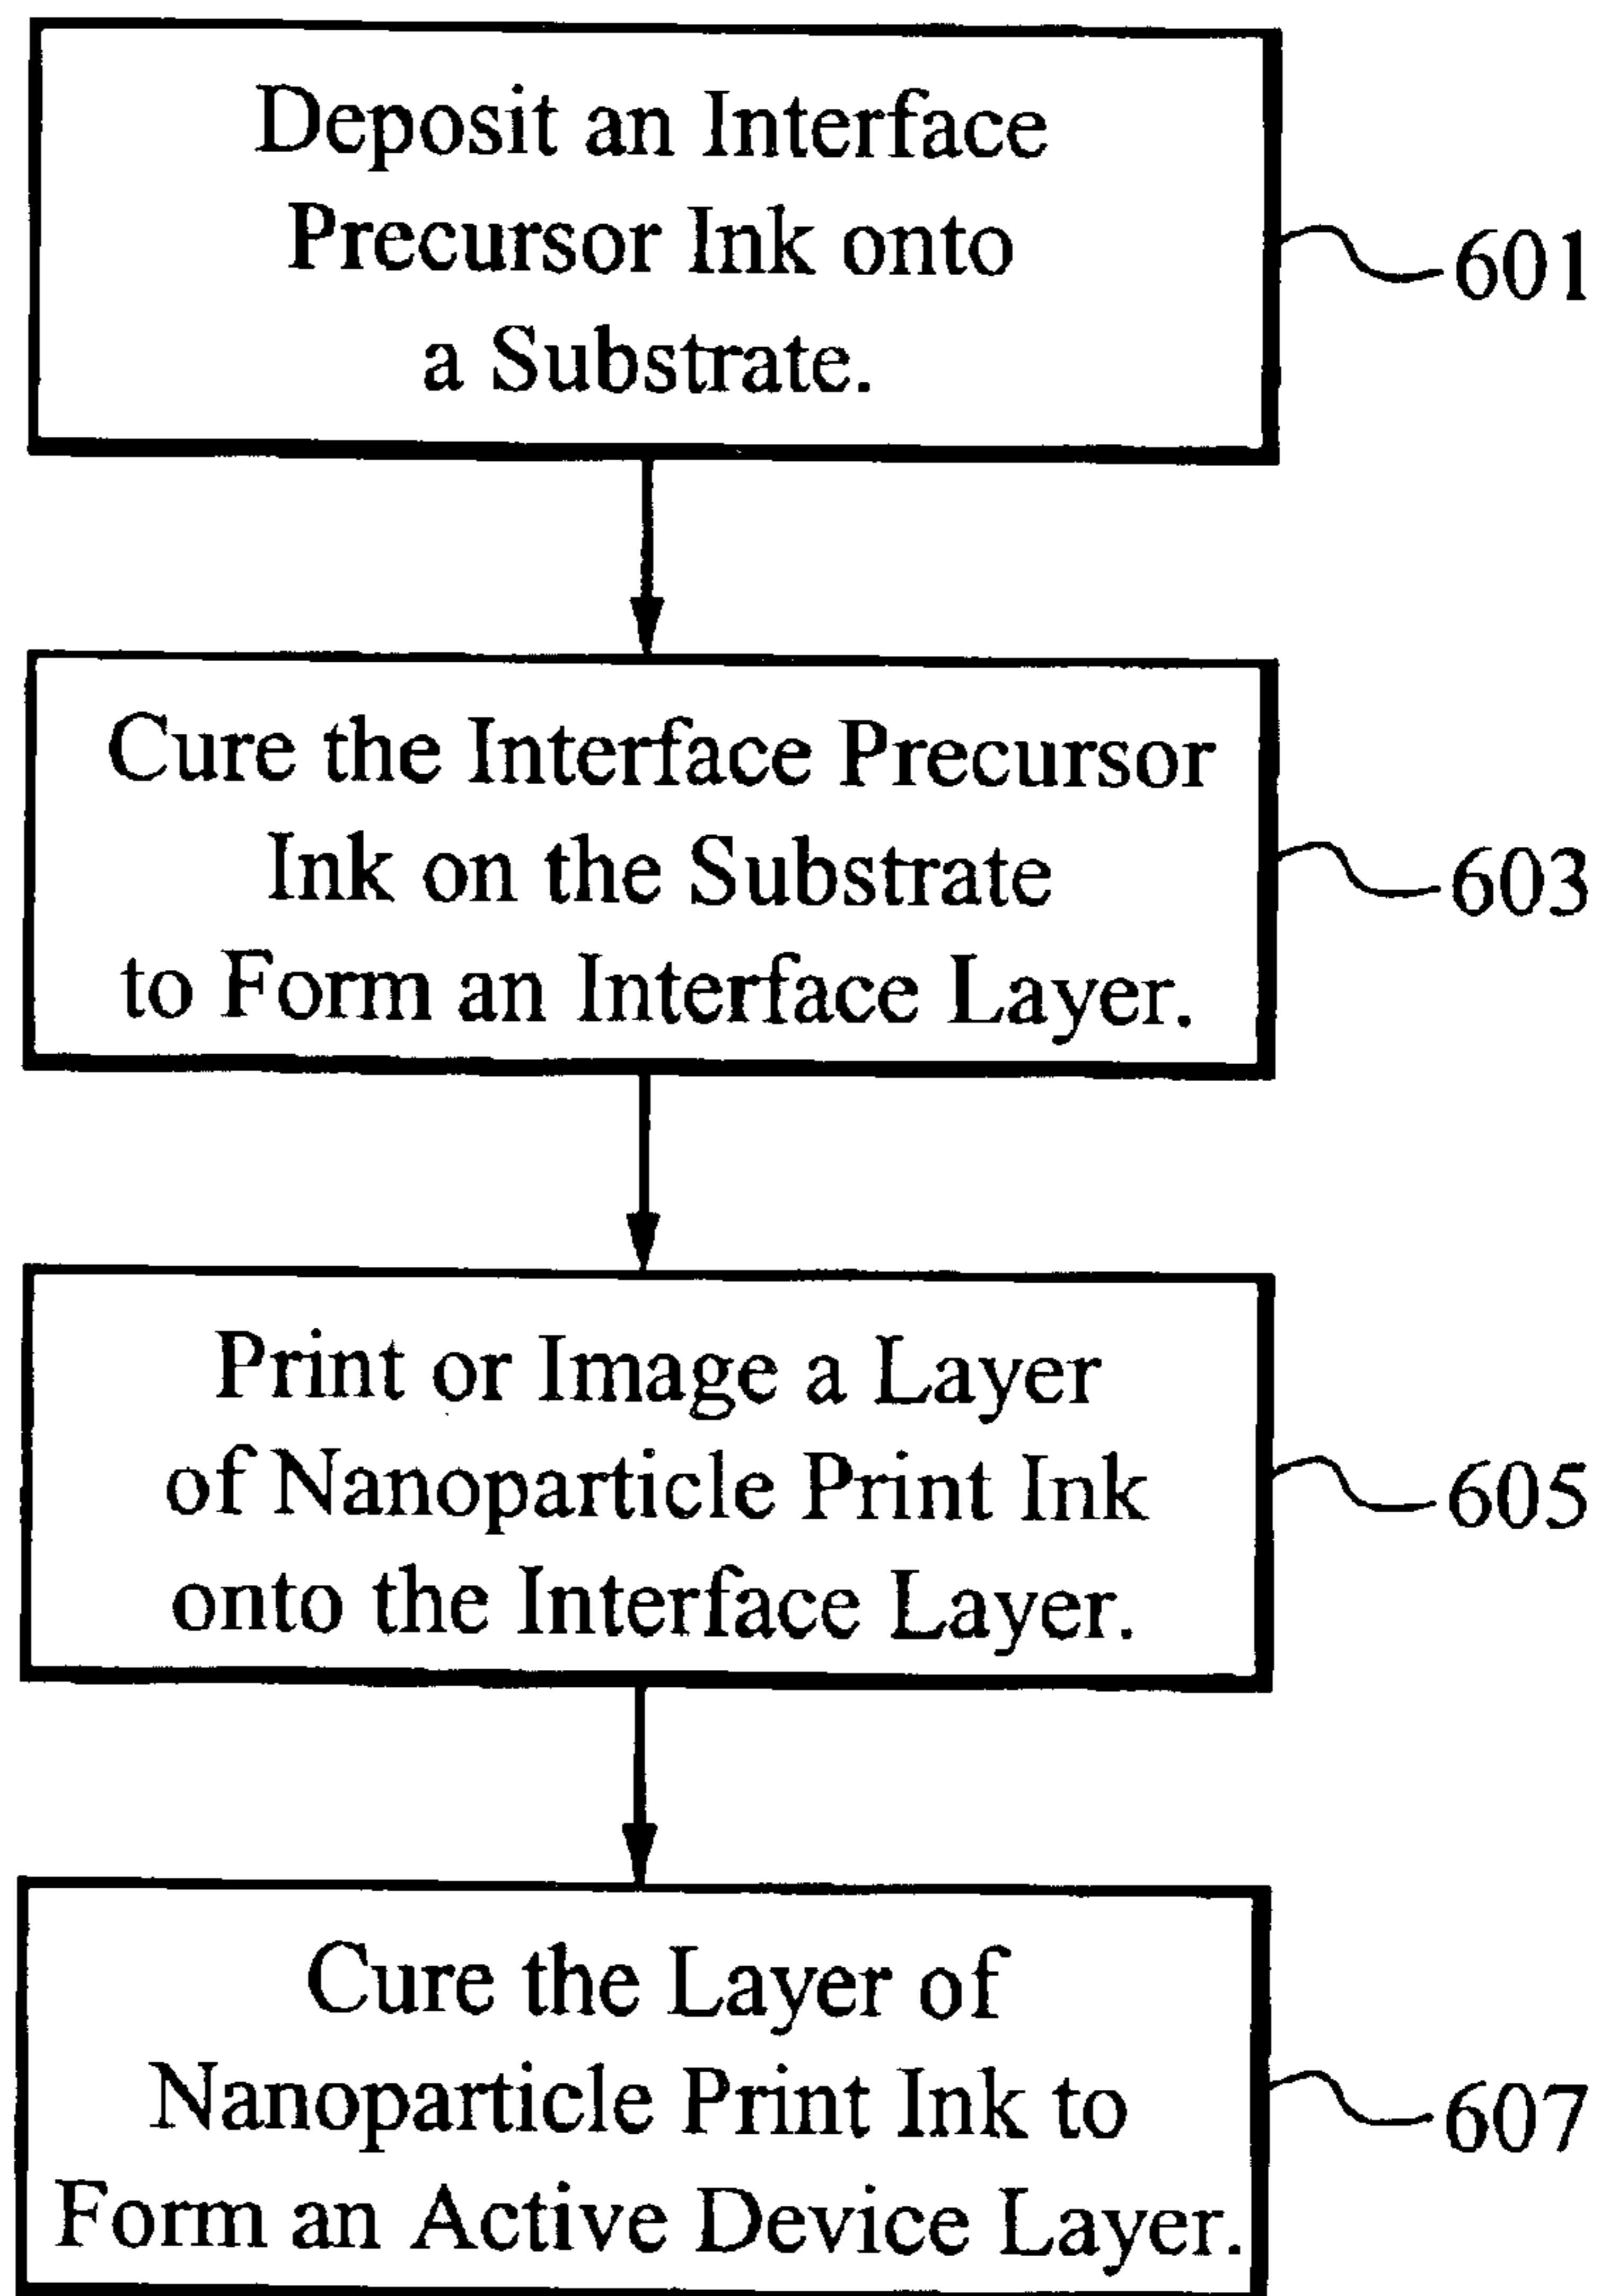 Deposit an Interface
Precursor Ink onto
a Substrate.
601
Cure the Interface Precursor
Ink on the Substrate
to Form an Interface Layer.
603
Print or Image a Layer
of Nanoparticle Print Ink
onto the Interface Layer.
605
Cure the Layer of
Nanoparticle Print Ink to
Form an Active Device Layer.
607